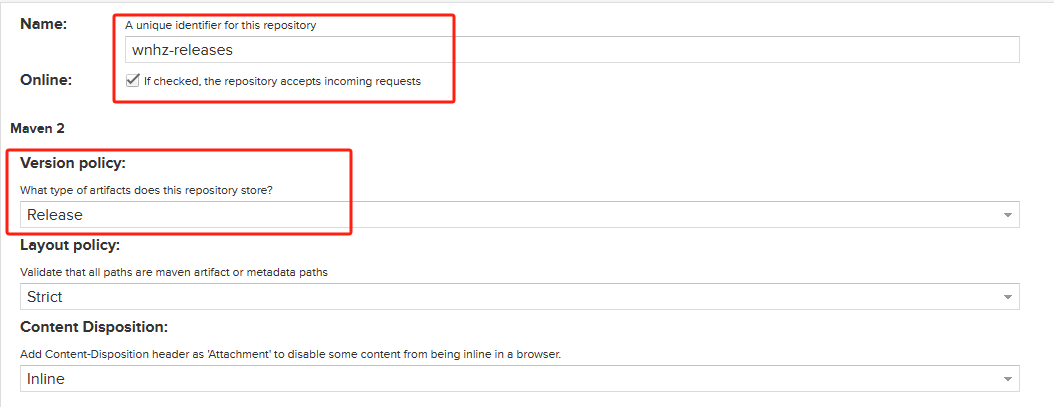 Name:
A unique identifier for this repository
wnhz-releases
Online:
If checked, the repository accepts incoming requests
Maven 2
Version policy:
What type of artifacts does this repository store?
Release
Layout policy:
Validate that all paths are maven artifact or metadata paths
Strict
Content Disposition:
Add Content-Disposition header as 'Attachment' to disable some content from being inline in a browser.
Inline